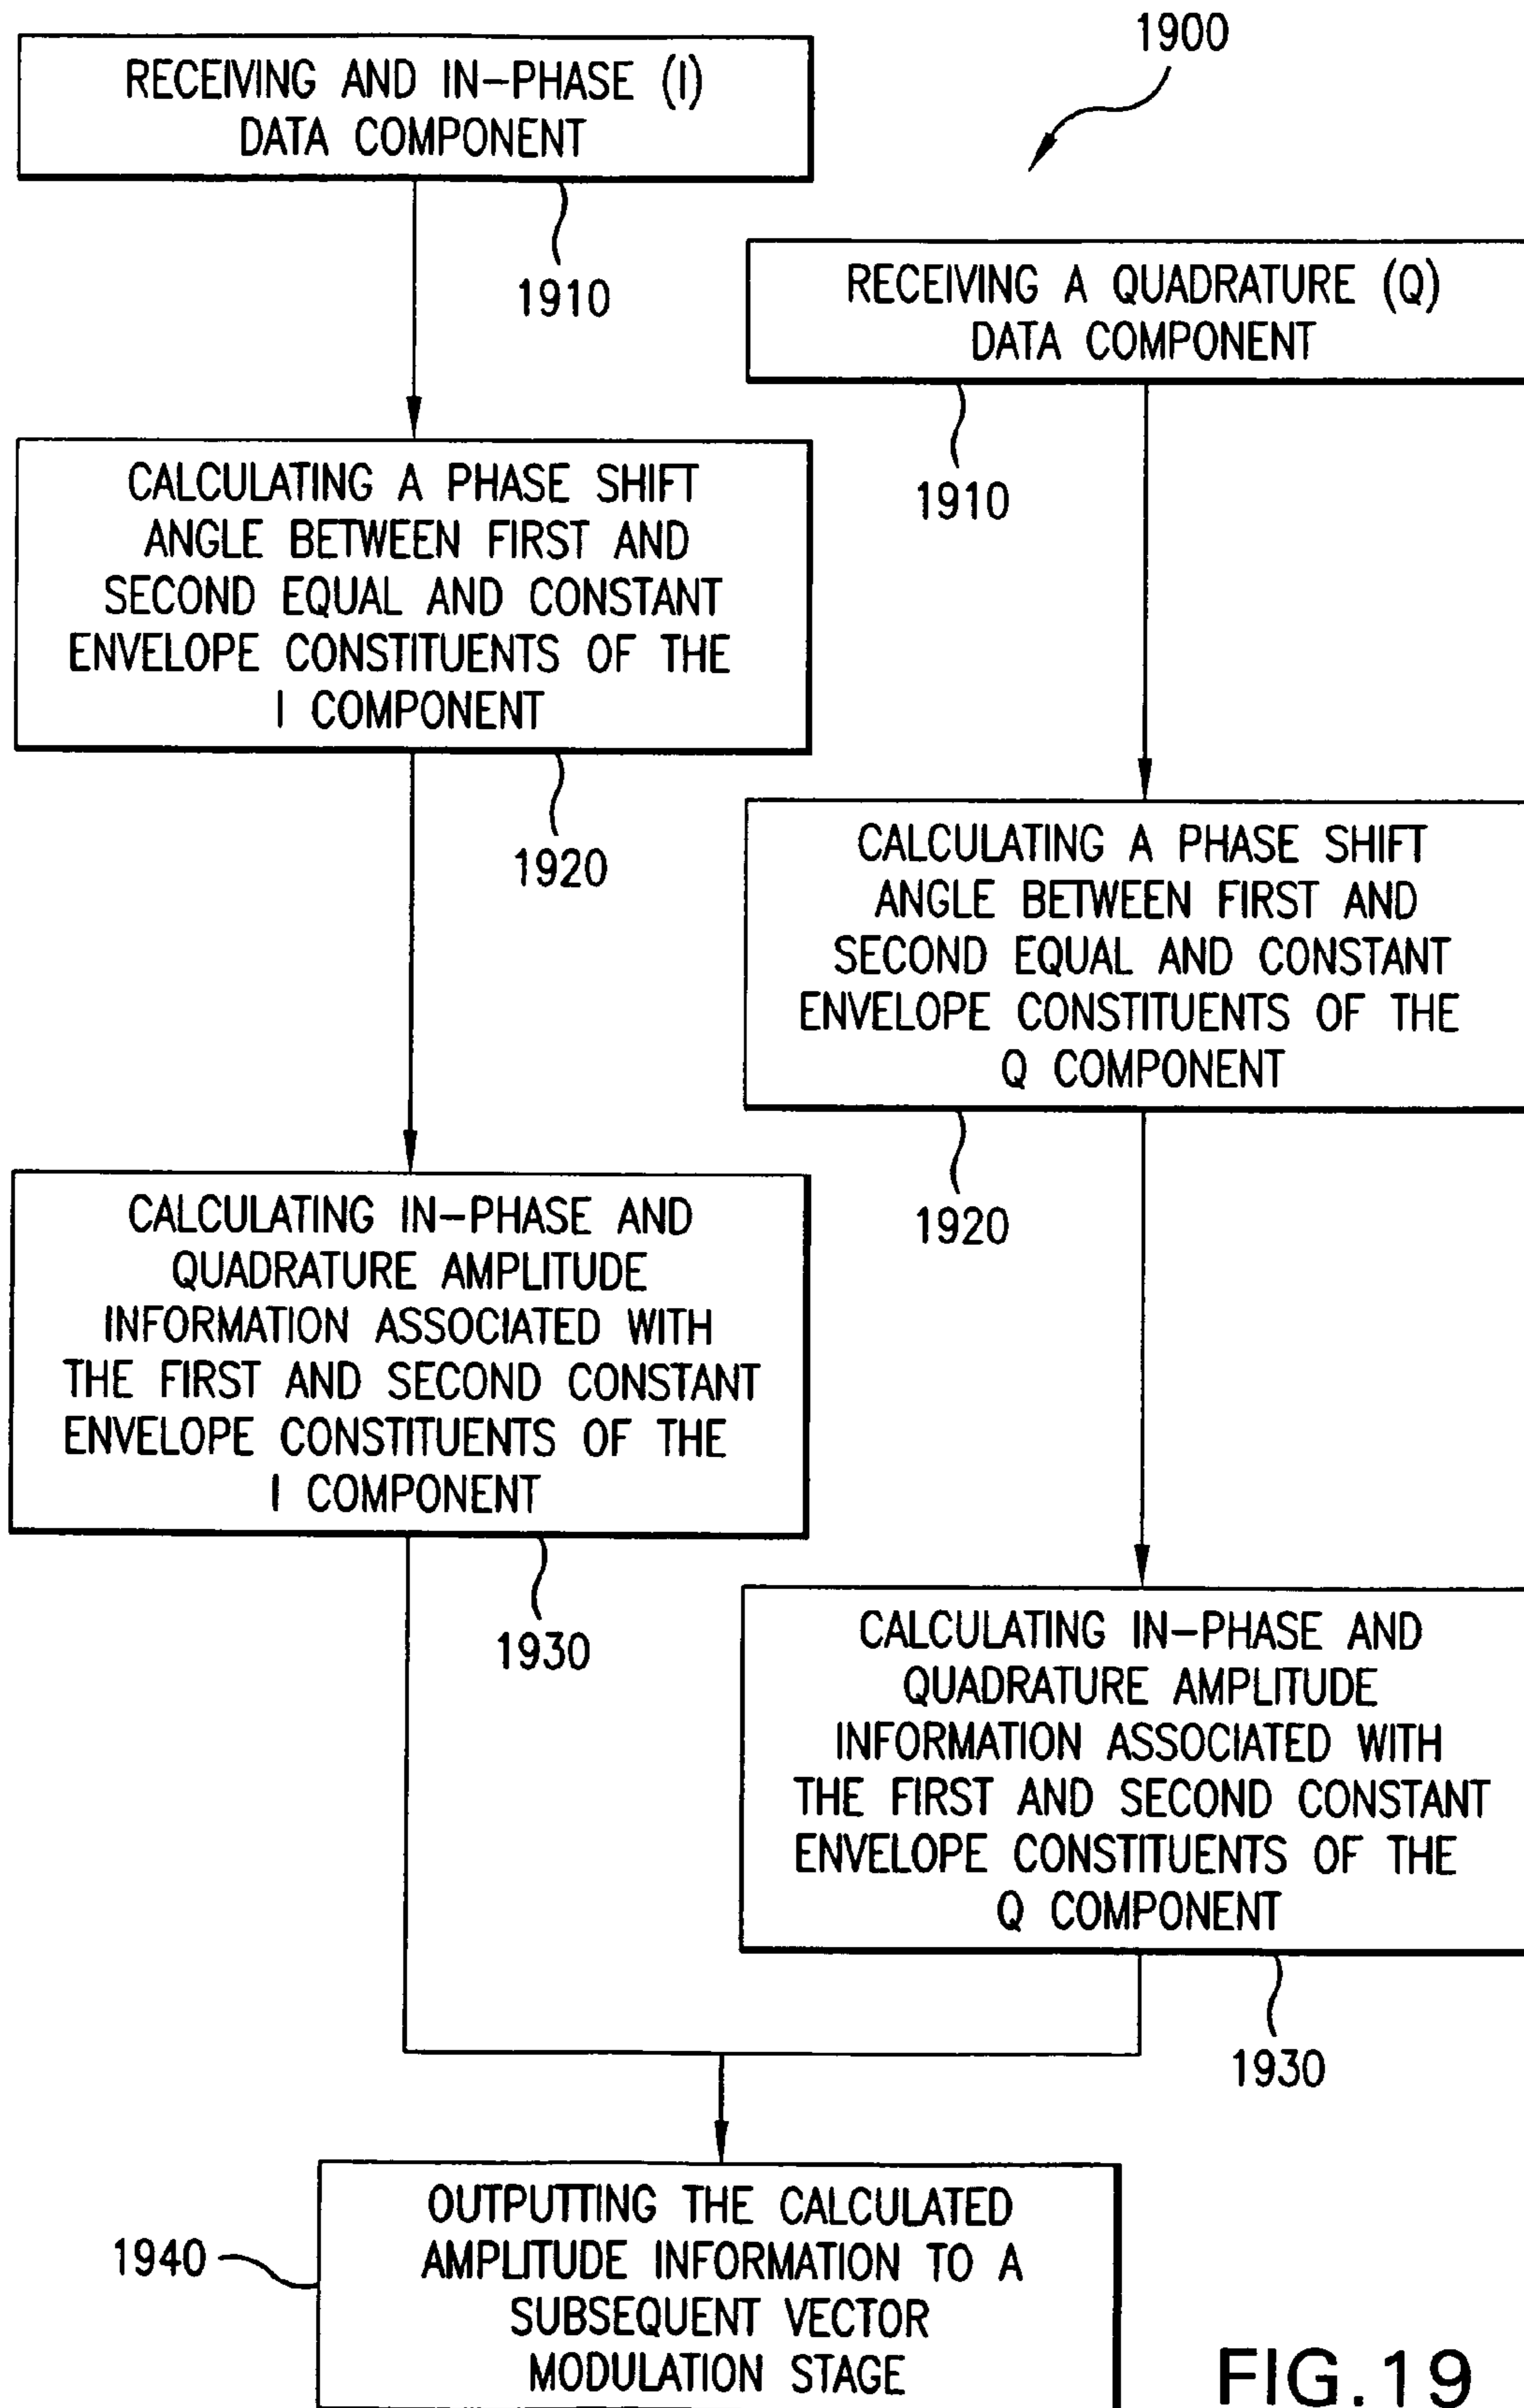 1900
RECEIVING AND IN-PHASE (I)
DATA COMPONENT
1910
RECEIVING A QUADRATURE (Q)
DATA COMPONENT
1910
CALCULATING A PHASE SHIFT
ANGLE BETWEEN FIRST AND
SECOND EQUAL AND CONSTANT
ENVELOPE CONSTITUENTS OF THE
I COMPONENT
1920
CALCULATING A PHASE SHIFT
ANGLE BETWEEN FIRST AND
SECOND EQUAL AND CONSTANT
ENVELOPE CONSTITUENTS OF THE
Q COMPONENT
1920
CALCULATING IN-PHASE AND
QUADRATURE AMPLITUDE
INFORMATION ASSOCIATED WITH
THE FIRST AND SECOND CONSTANT
ENVELOPE CONSTITUENTS OF THE
I COMPONENT
1930
CALCULATING IN-PHASE AND
QUADRATURE AMPLITUDE
INFORMATION ASSOCIATED WITH
THE FIRST AND SECOND CONSTANT
ENVELOPE CONSTITUENTS OF THE
Q COMPONENT
1930
1940
OUTPUTTING THE CALCULATED
AMPLITUDE INFORMATION TO A
SUBSEQUENT VECTOR
MODULATION STAGE
FIG.19